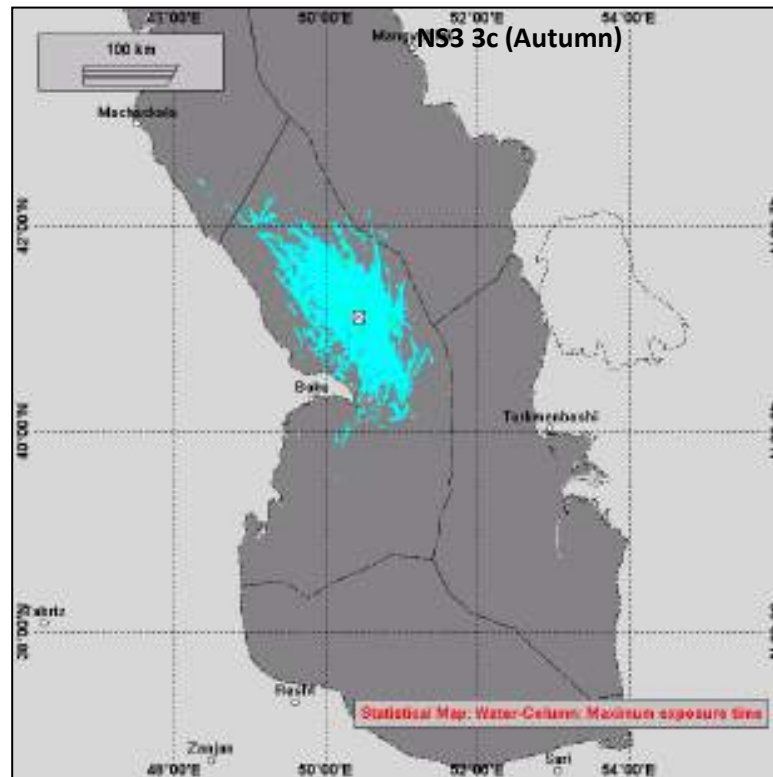 50°00'E 52°00'E 54°00'E
NS3 3c (Autumn)
100 km
Machackala
42°00'N
Baku
Turkmenbashi
40°00'N
Tabriz
38°00'N
Rasht
Statistical Map: Water-Column: Maximum exposure time
Zanjan
Sari
48°00'E 50°00'E 52°00'E 54°00'E